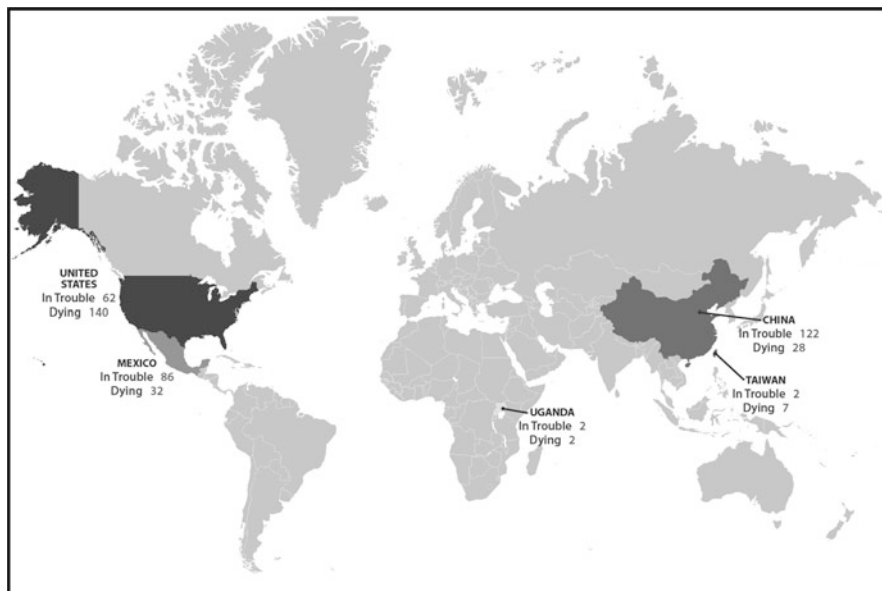 UNITED
STATES
In Trouble 62
Dying 140
MEXICO
In Trouble 86
Dying 32
UGANDA
In Trouble 2
Dying 2
CHINA
In Trouble 122
Dying 28
TAIWAN
In Trouble 2
Dying 7